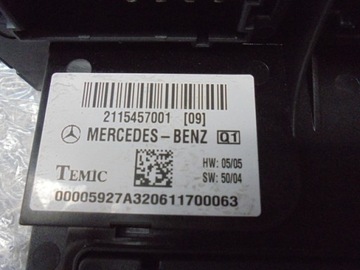 2115457001 [09]
MERCEDES-BENZ Q1
HW: 05/05
TEMIC SW: 50/04
00005927A320611700063